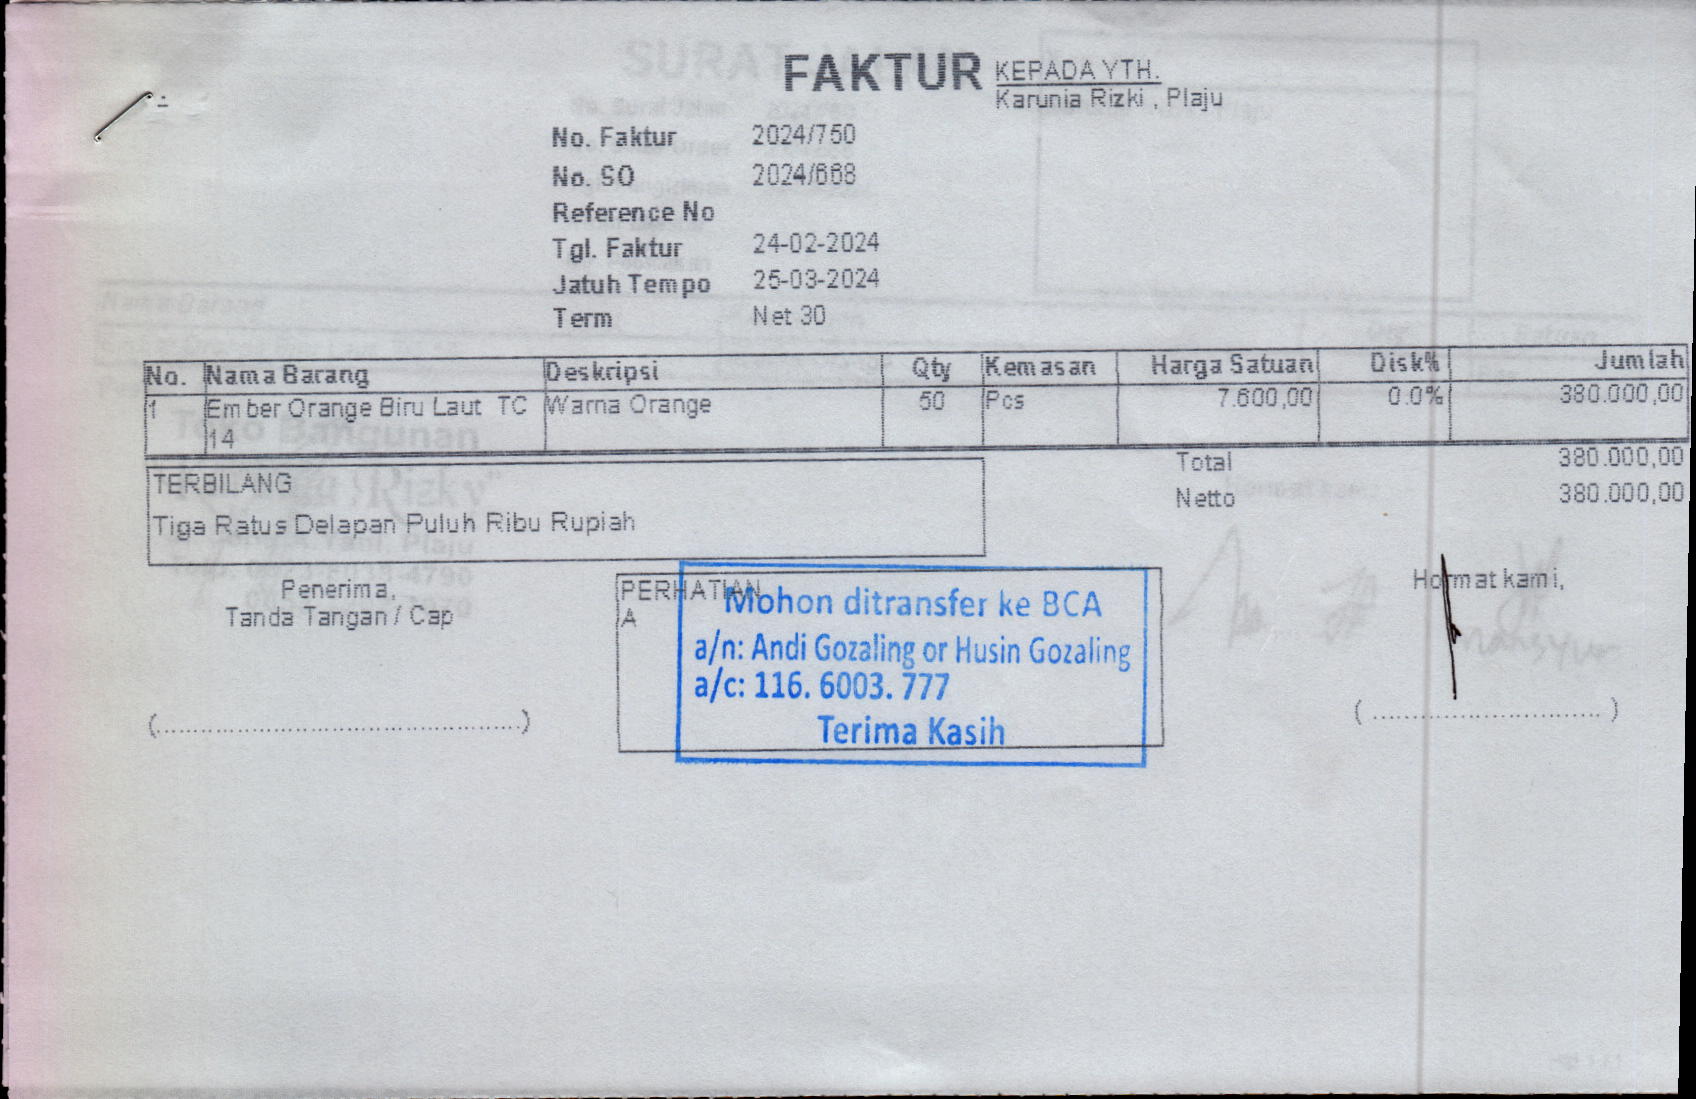 FAKTUR
KEPADA YTH.
Karunia Rizki , Plaju
No. Faktur 2024/750
No. SO 2024/668
Reference No
Tgl. Faktur 24-02-2024
Jatuh Tempo 25-03-2024
Term Net 30
No. Nama Barang Deskripsi Qty Kemasan Harga Satuan Disk% Jumlah
1 Ember Orange Biru Laut TC Warna Orange 50 Pcs 7.600,00 0.0% 380.000,00
14
Total 380.000,00
Netto 380.000,00
TERBILANG
Tiga Ratus Delapan Puluh Ribu Rupiah
Penerima,
Tanda Tangan / Cap
(....................................)
PERHATIAN
A
Mohon ditransfer ke BCA
a/n: Andi Gozaling or Husin Gozaling
a/c: 116. 6003. 777
Terima Kasih
Hormat kami,
( ............................ )